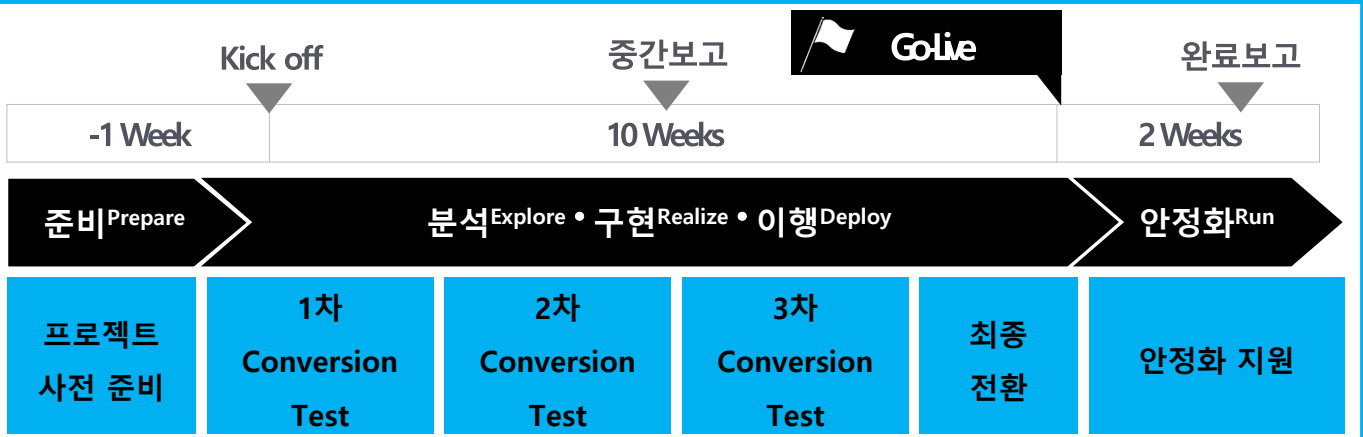 Kick off
중간보고
Go-Live
완료보고
-1 Week
10 Weeks
2 Weeks
준비Prepare
분석Explore • 구현Realize • 이행Deploy
안정화Run
프로젝트
사전 준비
1차
Conversion
Test
2차
Conversion
Test
3차
Conversion
Test
최종
전환
안정화 지원